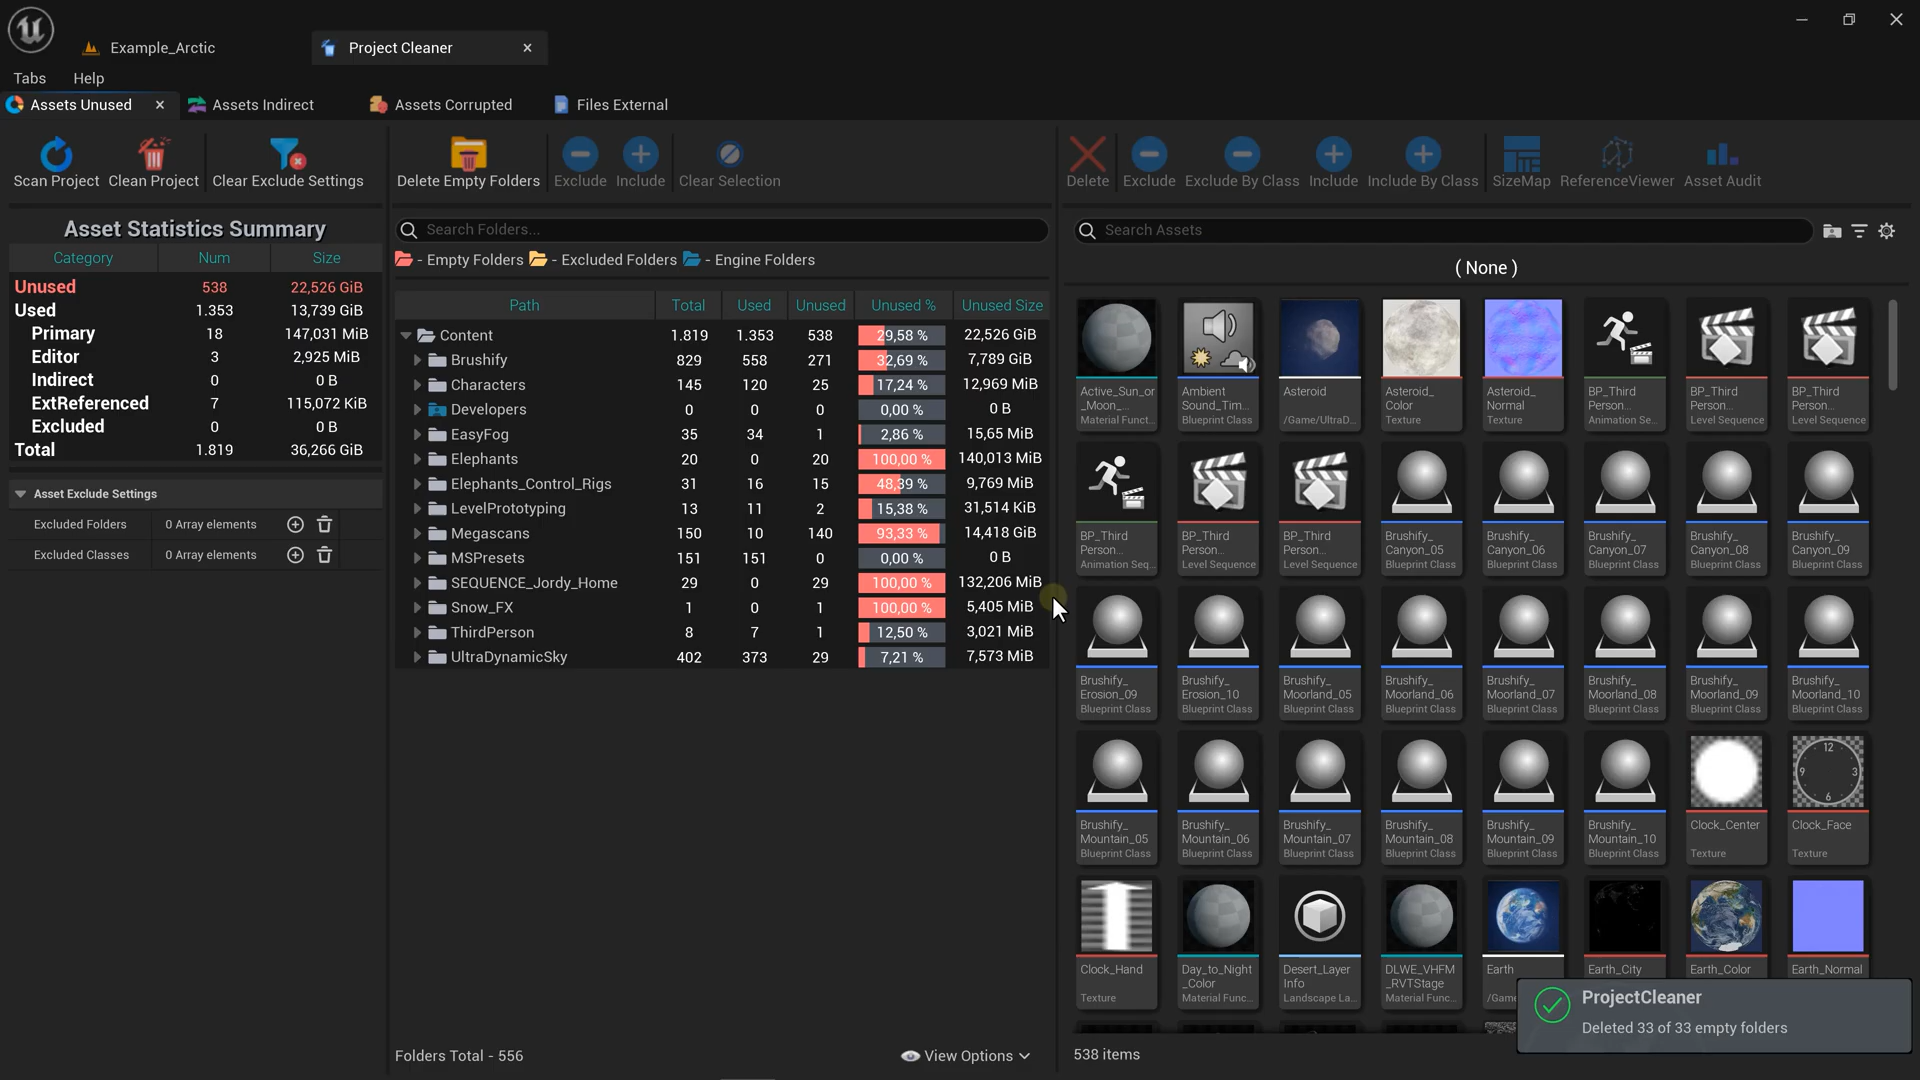 Example_Arctic
Project Cleaner
Tabs
Help
Assets Unused
Assets Indirect
Assets Corrupted
Files External
Scan Project
Clean Project
Clear Exclude Settings
Delete Empty Folders
Exclude
Include
Clear Selection
Delete
Exclude
Exclude By Class
Include
Include By Class
SizeMap
ReferenceViewer
Asset Audit
Asset Statistics Summary
Category Num Size
Unused 538 22,526 GiB
Used 1.353 13,739 GiB
Primary 18 147,031 MiB
Editor 3 2,925 MiB
Indirect 0 0 B
ExtReferenced 7 115,072 KiB
Excluded 0 0 B
Total 1.819 36,266 GiB
Asset Exclude Settings
Excluded Folders 0 Array elements
Excluded Classes 0 Array elements
Search Folders...
- Empty Folders - Excluded Folders - Engine Folders
Path Total Used Unused Unused % Unused Size
Content 1.819 1.353 538 29,58 % 22,526 GiB
Brushify 829 558 271 32,69 % 7,789 GiB
Characters 145 120 25 17,24 % 12,969 MiB
Developers 0 0 0 0,00 % 0 B
EasyFog 35 34 1 2,86 % 15,65 MiB
Elephants 20 0 20 100,00 % 140,013 MiB
Elephants_Control_Rigs 31 16 15 48,39 % 9,769 MiB
LevelPrototyping 13 11 2 15,38 % 31,514 KiB
Megascans 150 10 140 93,33 % 14,418 GiB
MSPresets 151 151 0 0,00 % 0 B
SEQUENCE_Jordy_Home 29 0 29 100,00 % 132,206 MiB
Snow_FX 1 0 1 100,00 % 5,405 MiB
ThirdPerson 8 7 1 12,50 % 3,021 MiB
UltraDynamicSky 402 373 29 7,21 % 7,573 MiB
Folders Total - 556
View Options
Search Assets
( None )
Active_Sun_or Ambient Asteroid Asteroid_ Asteroid_ BP_Third BP_Third BP_Third
_Moon_... Sound_Tim... Color Normal Person... Person... Person...
Material Funct... Blueprint Class /Game/UltraD... Texture Texture Animation Se... Level Sequence Level Sequence
BP_Third BP_Third BP_Third Brushify_ Brushify_ Brushify_ Brushify_ Brushify_
Person... Person... Person... Canyon_05 Canyon_06 Canyon_07 Canyon_08 Canyon_09
Animation Seq... Level Sequence Level Sequence Blueprint Class Blueprint Class Blueprint Class Blueprint Class Blueprint Class
Brushify_ Brushify_ Brushify_ Brushify_ Brushify_ Brushify_ Brushify_ Brushify_
Erosion_09 Erosion_10 Moorland_05 Moorland_06 Moorland_07 Moorland_08 Moorland_09 Moorland_10
Blueprint Class Blueprint Class Blueprint Class Blueprint Class Blueprint Class Blueprint Class Blueprint Class Blueprint Class
12
9 3
6
Brushify_ Brushify_ Brushify_ Brushify_ Brushify_ Brushify_ Clock_Center Clock_Face
Mountain_05 Mountain_06 Mountain_07 Mountain_08 Mountain_09 Mountain_10
Blueprint Class Blueprint Class Blueprint Class Blueprint Class Blueprint Class Blueprint Class Texture Texture
Clock_Hand Day_to_Night Desert_Layer DLWE_VHFM Earth Earth_City Earth_Color Earth_Normal
_Color Info _RVTStage
Texture Material Func... Landscape La... Material Func... /Game
538 items
ProjectCleaner
Deleted 33 of 33 empty folders